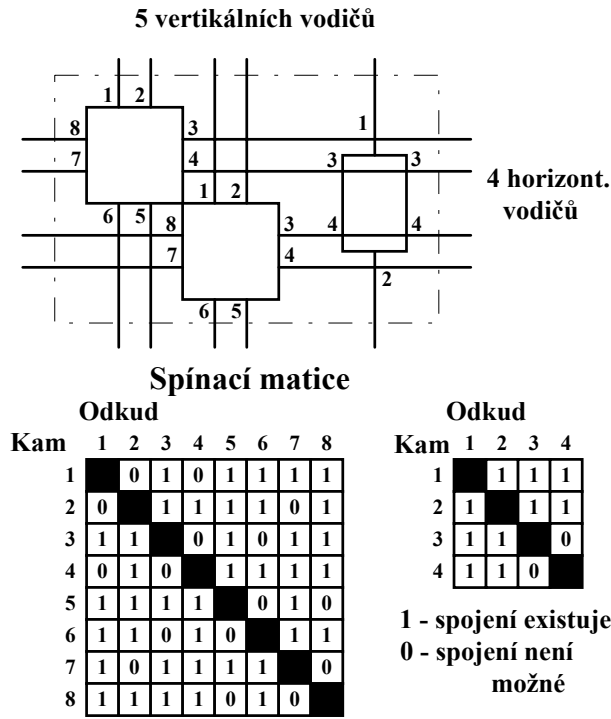 5 vertikálních vodičů
1 2
8 3 1
7 4 3 3
1 2
4 horizont.
vodičů
6 5 8 3 4 4
7 4
2
6 5
Spínací matice
Odkud
Kam 1 2 3 4 5 6 7 8
1 0 1 0 1 1 1 1
2 0 1 1 1 1 0 1
3 1 1 0 1 0 1 1
4 0 1 0 1 1 1 1
5 1 1 1 1 0 1 0
6 1 1 0 1 0 1 1
7 1 0 1 1 1 1 0
8 1 1 1 1 0 1 0
Odkud
Kam 1 2 3 4
1 1 1 1
2 1 1 1
3 1 1 0
4 1 1 0
1 - spojení existuje
0 - spojení není
možné